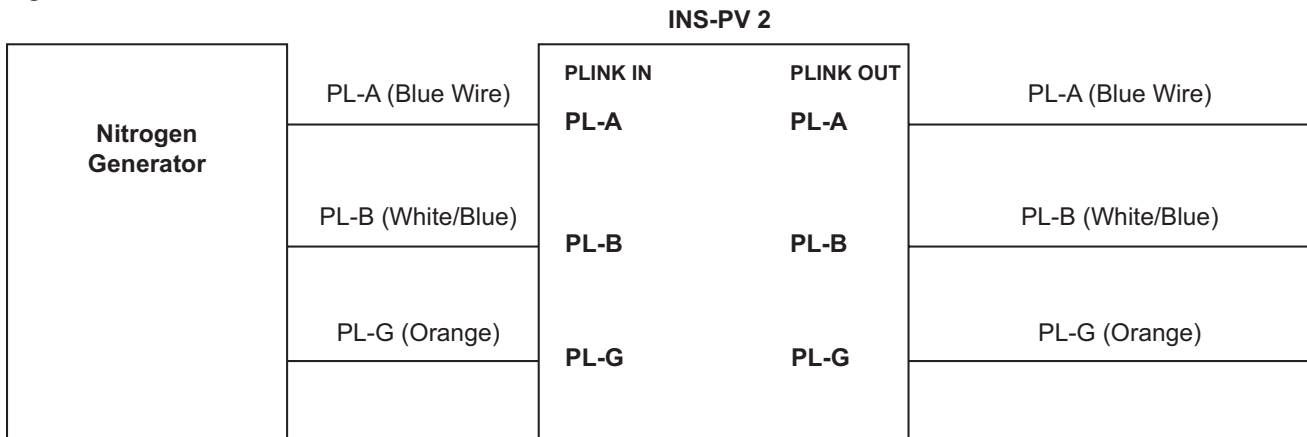 INS-PV 2
Nitrogen
Generator
PL-A (Blue Wire)
PL-B (White/Blue)
PL-G (Orange)
PLINK IN
PL-A
PL-B
PL-G
PLINK OUT
PL-A
PL-B
PL-G
PL-A (Blue Wire)
PL-B (White/Blue)
PL-G (Orange)